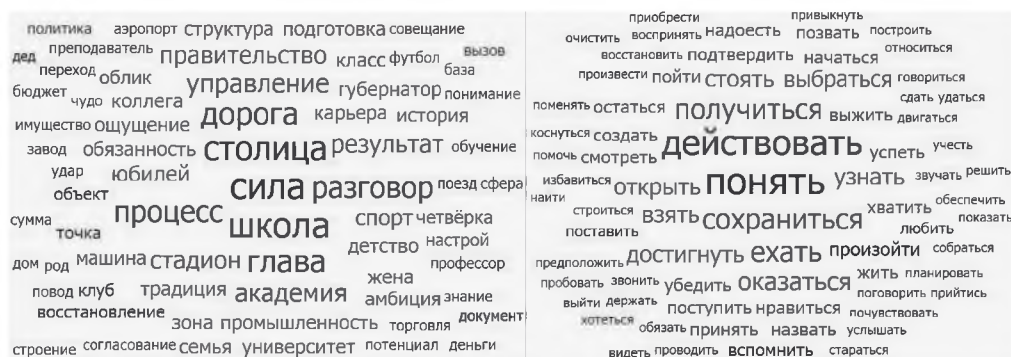 политика аэропорт структура подготовка совещание
дед преподаватель правительство класс футбол вызов
переход облик управление губернатор база понимание
бюджет чудо коллега дорога карьера история
имущество ощущение столица результат обучение
завод обязанность
удар юбилей сила разговор поезд сфера
объект
сумма процесс школа спорт четвёрка
точка детство настрой
дом род машина стадион глава жена профессор
повод клуб традиция академия амбиция знание
восстановление зона промышленность торговля документ
строение согласование семья университет потенциал деньги
приобрести привыкнуть
очистить воспринять надоесть позвать построить
восстановить подтвердить начаться относиться
произвести пойти стоять выбраться говориться
сдать удаться
поменять остаться получиться выжить двигаться
коснуться создать действовать успеть учесть
помочь смотреть
избавиться открыть понять узнать звучать решить
найти
строиться взять сохраниться хватить обеспечить
поставить любить показать
предположить достигнуть ехать произойти собраться
пробовать звонить убедить оказаться жить планировать
выйти держать поступить нравиться поговорить прийтись
хотеться почувствовать
обязать принять назвать услышать
видеть проводить вспомнить стараться